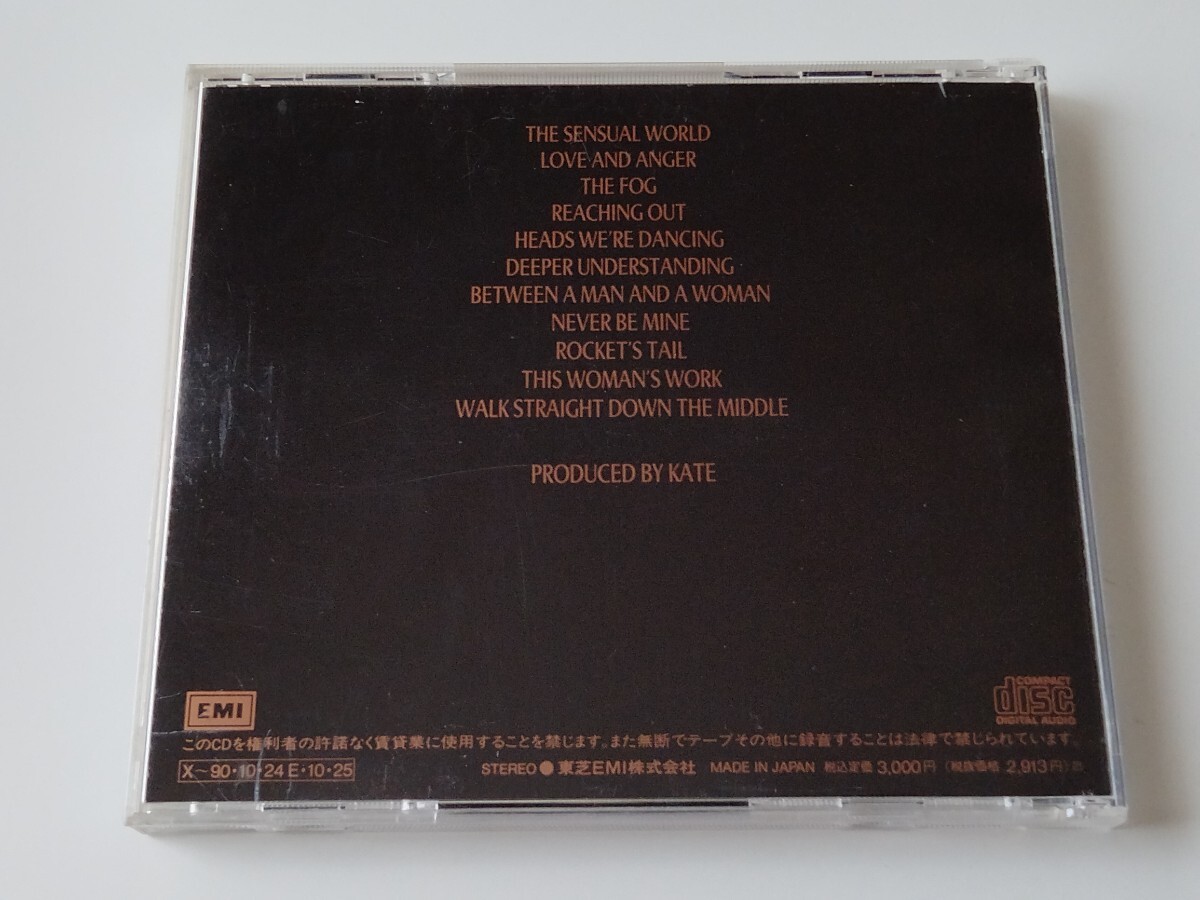 THE SENSUAL WORLD
LOVE AND ANGER
THE FOG
REACHING OUT
HEADS WE'RE DANCING
DEEPER UNDERSTANDING
BETWEEN A MAN AND A WOMAN
NEVER BE MINE
ROCKET'S TAIL
THIS WOMAN'S WORK
WALK STRAIGHT DOWN THE MIDDLE
PRODUCED BY KATE
EMI
COMPACT
disc
DIGITAL AUDIO
このCDを権利者の許諾なく賃貸業に使用することを禁じます。また無断でテープその他に録音することは法律で禁じられています。
X〜90・10・24 E・10・25 STEREO ● 東芝EMI株式会社 MADE IN JAPAN 税込定価 3,000円 (税抜価格 2,913円)